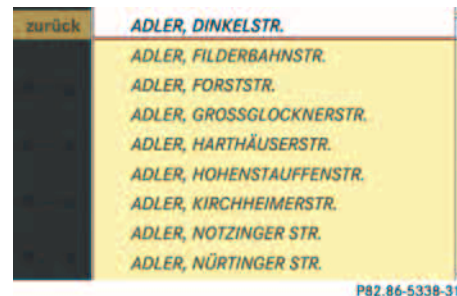 zurück
ADLER, DINKELSTR.
ADLER, FILDERBAHNSTR.
ADLER, FORSTSTR.
ADLER, GROSSGLOCKNERSTR.
ADLER, HARTHÄUSERSTR.
ADLER, HOHENSTAUFFENSTR.
ADLER, KIRCHHEIMERSTR.
ADLER, NOTZINGER STR.
ADLER, NÜRTINGER STR.
P82.86-5338-31